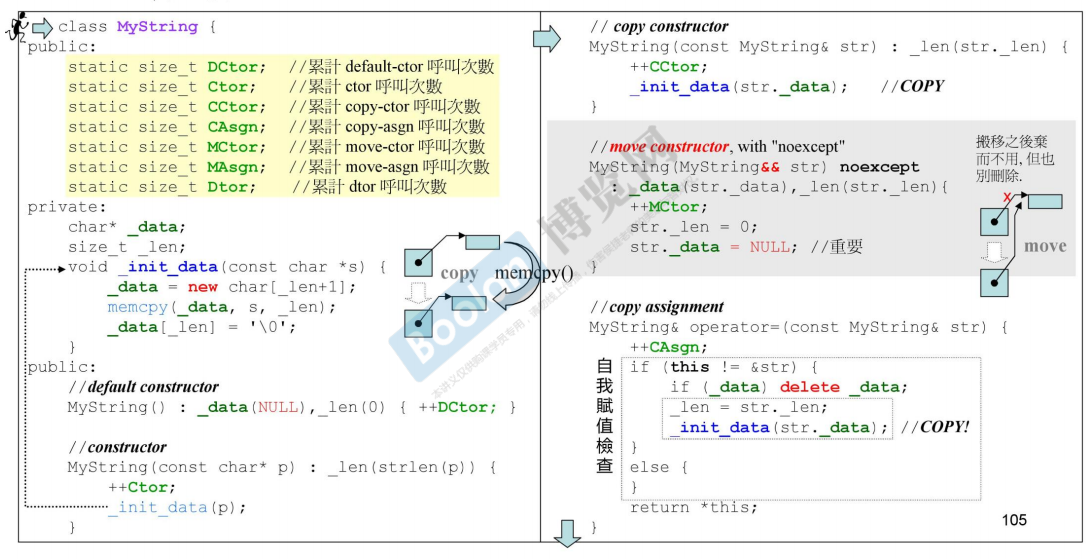 class MyString {
public:
static size_t DCtor; //累計 default-ctor 呼叫次數
static size_t Ctor; //累計 ctor 呼叫次數
static size_t CCtor; //累計 copy-ctor 呼叫次數
static size_t CAsgn; //累計 copy-asgn 呼叫次數
static size_t MCtor; //累計 move-ctor 呼叫次數
static size_t MAsgn; //累計 move-asgn 呼叫次數
static size_t Dtor; //累計 dtor 呼叫次數
private:
char* _data;
size_t _len;
void _init_data(const char *s) {
_data = new char[_len+1];
memcpy(_data, s, _len);
_data[_len] = '\0';
}
copy memcpy()
public:
//default constructor
MyString() : _data(NULL),_len(0) { ++DCtor; }
//constructor
MyString(const char* p) : _len(strlen(p)) {
++Ctor;
_init_data(p);
}
// copy constructor
MyString(const MyString& str) : _len(str._len) {
++CCtor;
_init_data(str._data); //COPY
}
//move constructor, with "noexcept"
MyString(MyString&& str) noexcept
: _data(str._data),_len(str._len){
++MCtor;
str._len = 0;
str._data = NULL; //重要
}
搬移之後棄
而不用, 但也
別刪除.
x
move
//copy assignment
MyString& operator=(const MyString& str) {
++CAsgn;
if (this != &str) {
if (_data) delete _data;
_len = str._len;
_init_data(str._data); //COPY!
}
else {
}
return *this;
}
自我賦值檢查
105
Boolan 博览网